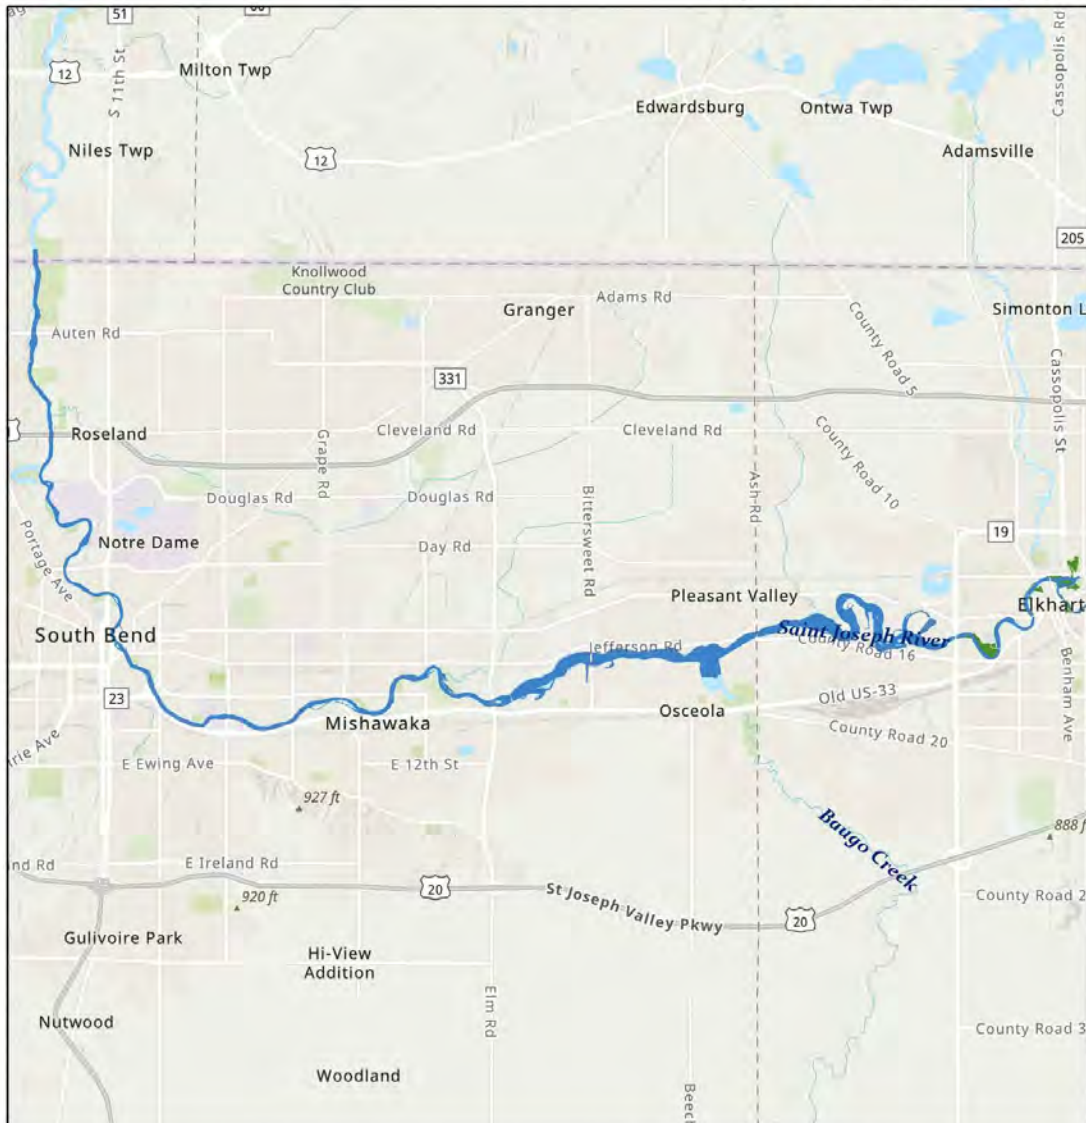 51
12
Milton Twp
S 11th St
Cassopolis Rd
Edwardsburg
Ontwa Twp
Niles Twp
12
Adamsville
205
Knollwood
Country Club
Adams Rd
Granger
Simonton L
Auten Rd
County Road 5
331
Cassopolis St
Roseland
Cleveland Rd
Cleveland Rd
Grape Rd
County Road 10
Douglas Rd
Douglas Rd
Bittersweet Rd
Ash Rd
Portage Ave
19
Notre Dame
Day Rd
Pleasant Valley
Elkhart
South Bend
Saint Joseph River
Jefferson Rd
County Road 16
Benham Ave
23
Old US-33
Mishawaka
Osceola
County Road 20
rie Ave
E Ewing Ave
E 12th St
927 ft
Baugo Creek
888 f
nd Rd
E Ireland Rd
20
St Joseph Valley Pkwy
20
920 ft
County Road 2
Gulivoire Park
Hi-View
Addition
Elm Rd
Nutwood
County Road 3
Woodland
Beech